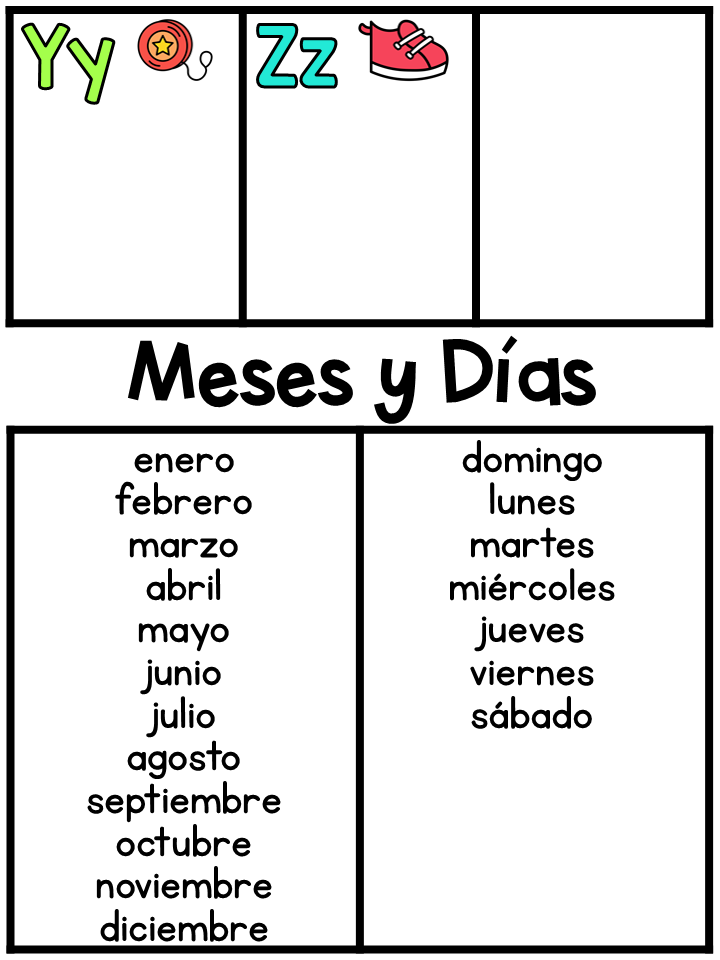 Yy
Zz
Meses y Días
enero
febrero
marzo
abril
mayo
junio
julio
agosto
septiembre
octubre
noviembre
diciembre
domingo
lunes
martes
miércoles
jueves
viernes
sábado